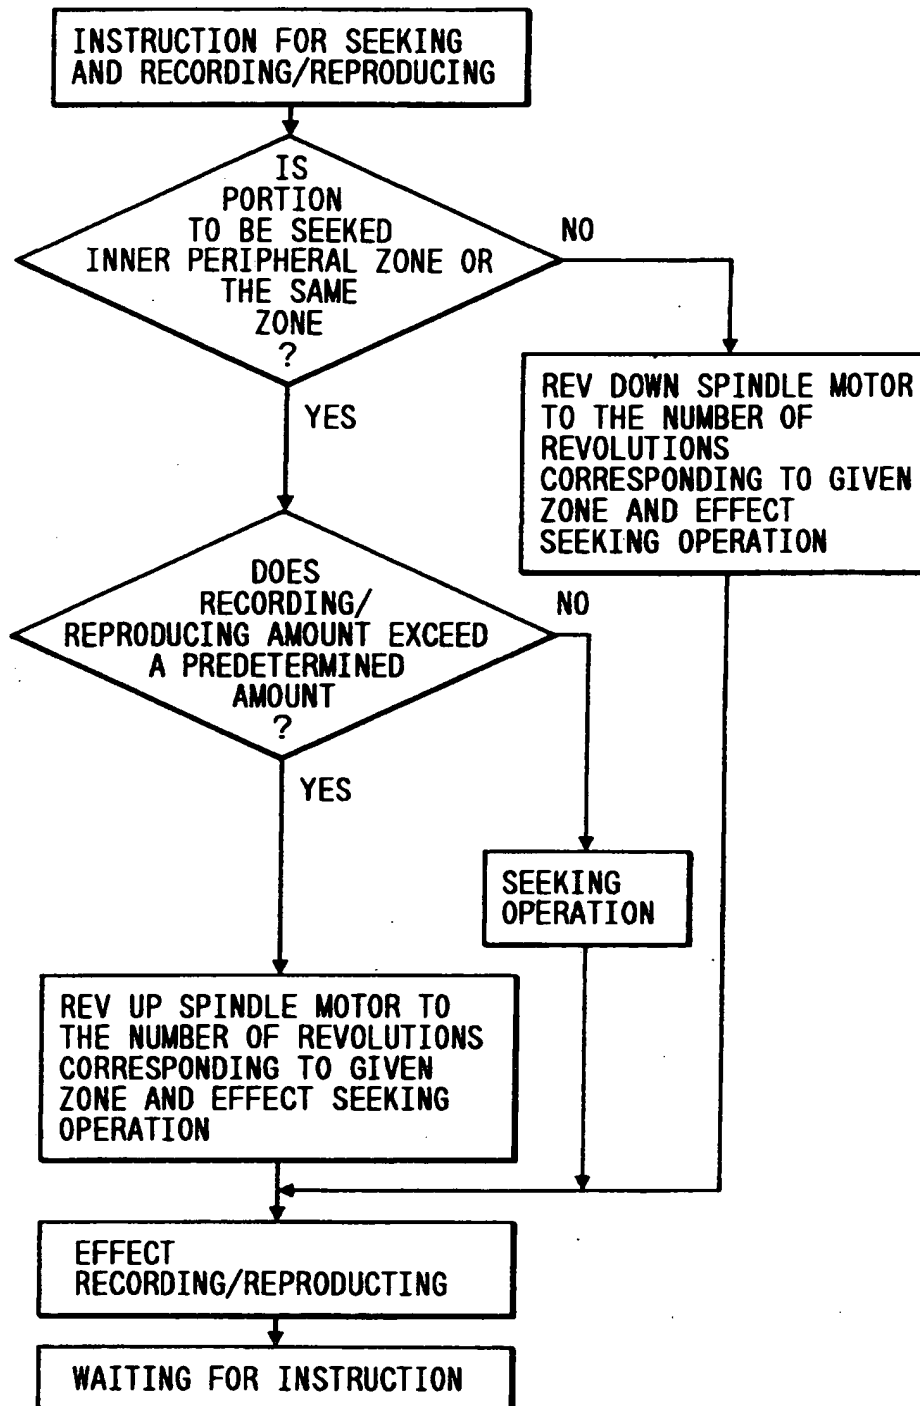 INSTRUCTION FOR SEEKING
AND RECORDING/REPRODUCING
IS
PORTION
TO BE SEEKED
INNER PERIPHERAL ZONE OR
THE SAME
ZONE
?
NO
YES
REV DOWN SPINDLE MOTOR
TO THE NUMBER OF
REVOLUTIONS
CORRESPONDING TO GIVEN
ZONE AND EFFECT
SEEKING OPERATION
DOES
RECORDING/
REPRODUCING AMOUNT EXCEED
A PREDETERMINED
AMOUNT
?
NO
YES
SEEKING
OPERATION
REV UP SPINDLE MOTOR TO
THE NUMBER OF REVOLUTIONS
CORRESPONDING TO GIVEN
ZONE AND EFFECT SEEKING
OPERATION
EFFECT
RECORDING/REPRODUCTING
WAITING FOR INSTRUCTION